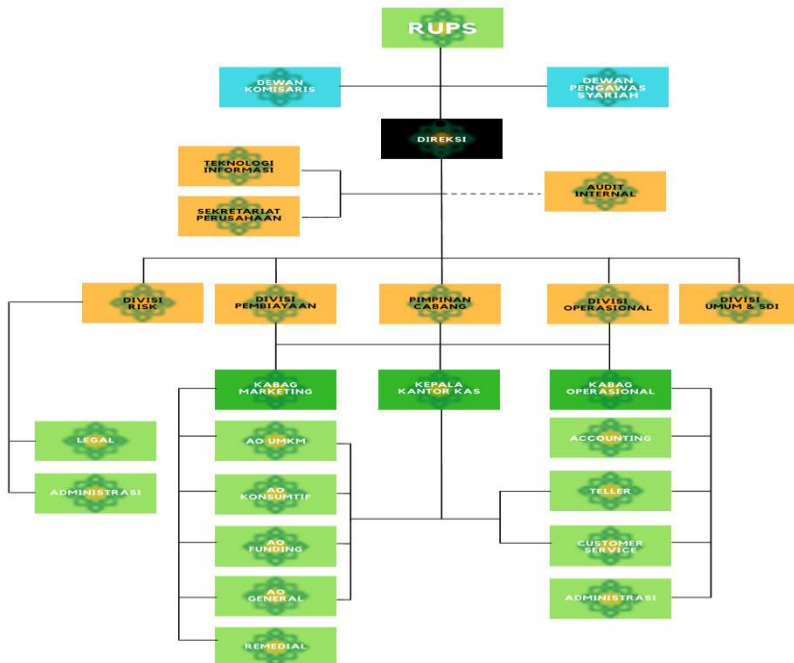 RUPS
DEWAN
KOMISARIS
DEWAN
PENGAWAS
SYARIAH
DIREKSI
TEKNOLOGI
INFORMASI
SEKRETARIAT
PERUSAHAAN
AUDIT
INTERNAL
DIVISI
RISK
DIVISI
PEMBIAYAAN
PIMPINAN
CABANG
DIVISI
OPERASIONAL
DIVISI
UMUM & SDI
KABAG
MARKETING
KEPALA
KANTOR KAS
KABAG
OPERASIONAL
LEGAL
ADMINISTRASI
AO UMKM
AO
KONSUMTIF
AO
FUNDING
AO
GENERAL
REMEDIAL
ACCOUNTING
TELLER
CUSTOMER
SERVICE
ADMINISTRASI